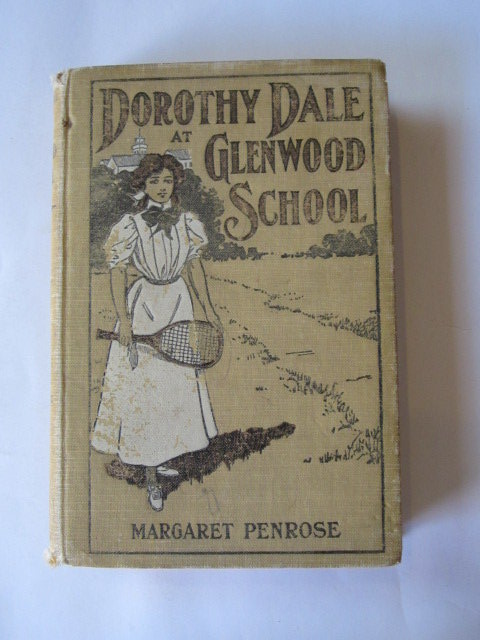 DOROTHY DALE
AT GLENWOOD
SCHOOL
MARGARET PENROSE